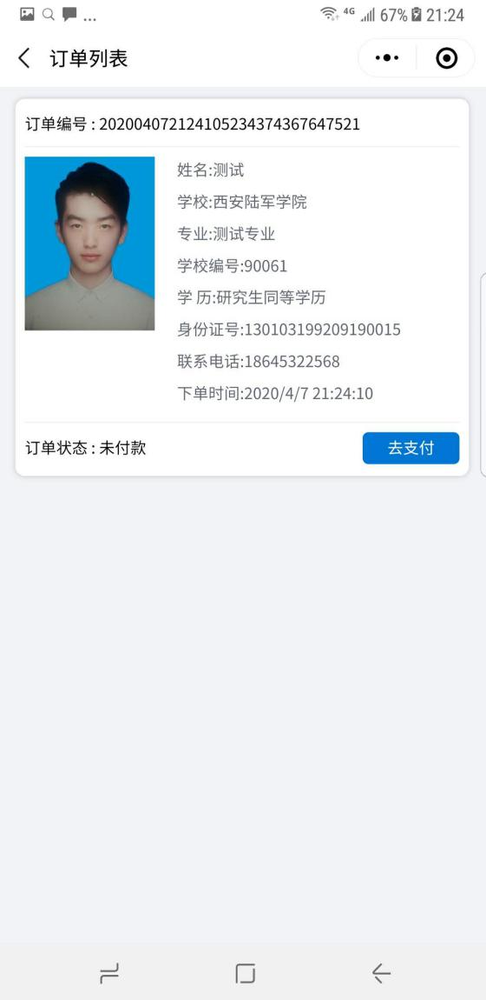 ... 4G 67% 21:24
订单列表
订单编号 : 20200407212410523437436764​7521
姓名:测试
学校:西安陆军学院
专业:测试专业
学校编号:90061
学 历:研究生同等学历
身份证号:130103199209190015
联系电话:18645322568
下单时间:2020/4/7 21:24:10
订单状态 : 未付款
去支付